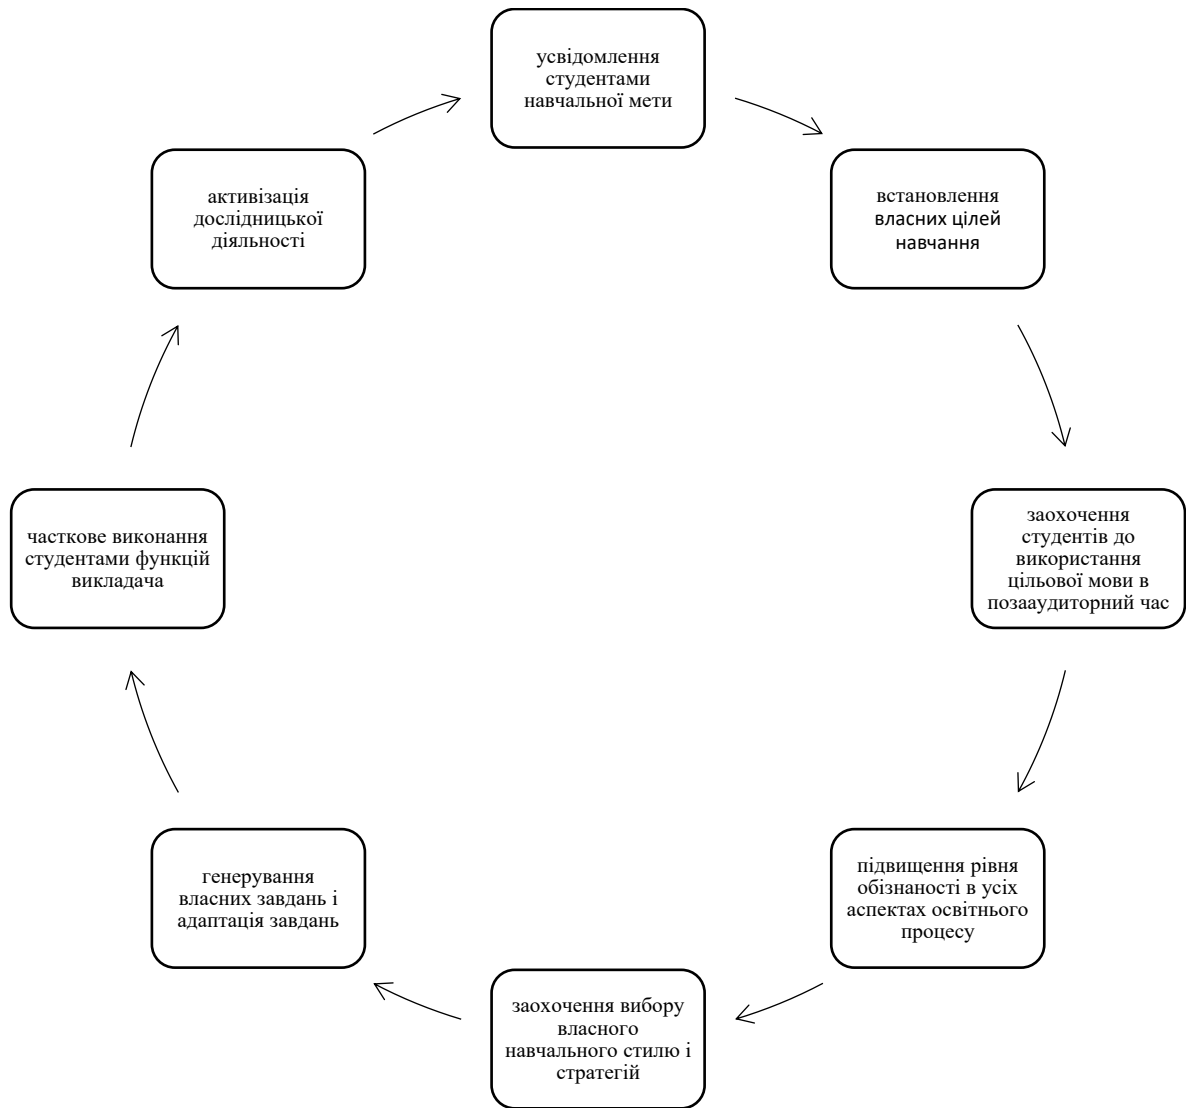 усвідомлення
студентами
навчальної мети
встановлення
власних цілей
навчання
заохочення
студентів до
використання
цільової мови в
позааудиторний час
підвищення рівня
обізнаності в усіх
аспектах освітнього
процесу
заохочення вибору
власного
навчального стилю і
стратегій
генерування
власних завдань і
адаптація завдань
часткове виконання
студентами функцій
викладача
активізація
дослідницької
діяльності